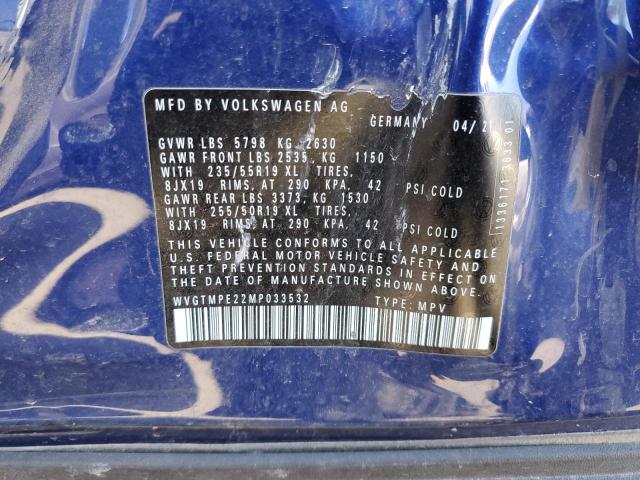 MFD BY VOLKSWAGEN AG
GERMANY 04/21
GVWR LBS 5798 KG 2630
GAWR FRONT LBS 2535, KG 1150
WITH 235/55R19 XL TIRES,
8JX19 RIMS, AT 290 KPA, 42 PSI COLD
GAWR REAR LBS 3373, KG 1530
WITH 255/50R19 XL TIRES,
8JX19 RIMS, AT 290 KPA, 42 PSI COLD
THIS VEHICLE CONFORMS TO ALL APPLICABLE
U.S. FEDERAL MOTOR VEHICLE SAFETY AND
THEFT PREVENTION STANDARDS IN EFFECT ON
THE DATE OF MANUFACTURE SHOWN ABOVE.
WVGTMPE22MP033532 TYPE: MPV
01